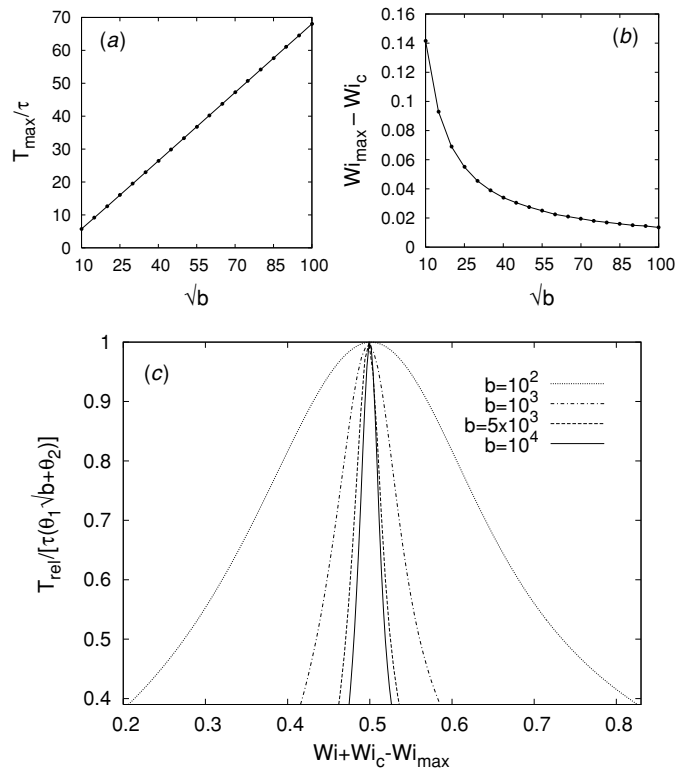 (a)
T_max/τ
70
60
50
40
30
20
10
0
10 25 40 55 70 85 100
√b
(b)
Wi_max − Wi_c
0.16
0.14
0.12
0.1
0.08
0.06
0.04
0.02
0
10 25 40 55 70 85 100
√b
(c)
T_rel/[τ(θ_1√b+θ_2)]
1
0.9
0.8
0.7
0.6
0.5
0.4
b=10^2
b=10^3
b=5x10^3
b=10^4
0.2 0.3 0.4 0.5 0.6 0.7 0.8
Wi+Wi_c-Wi_max